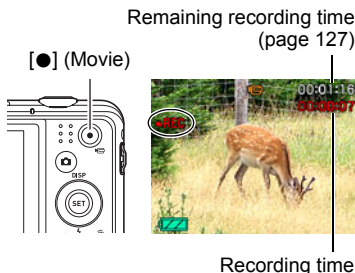 Remaining recording time
(page 127)
[●] (Movie)
00:01:16
00:00:07
●REC
DISP
SET
Recording time